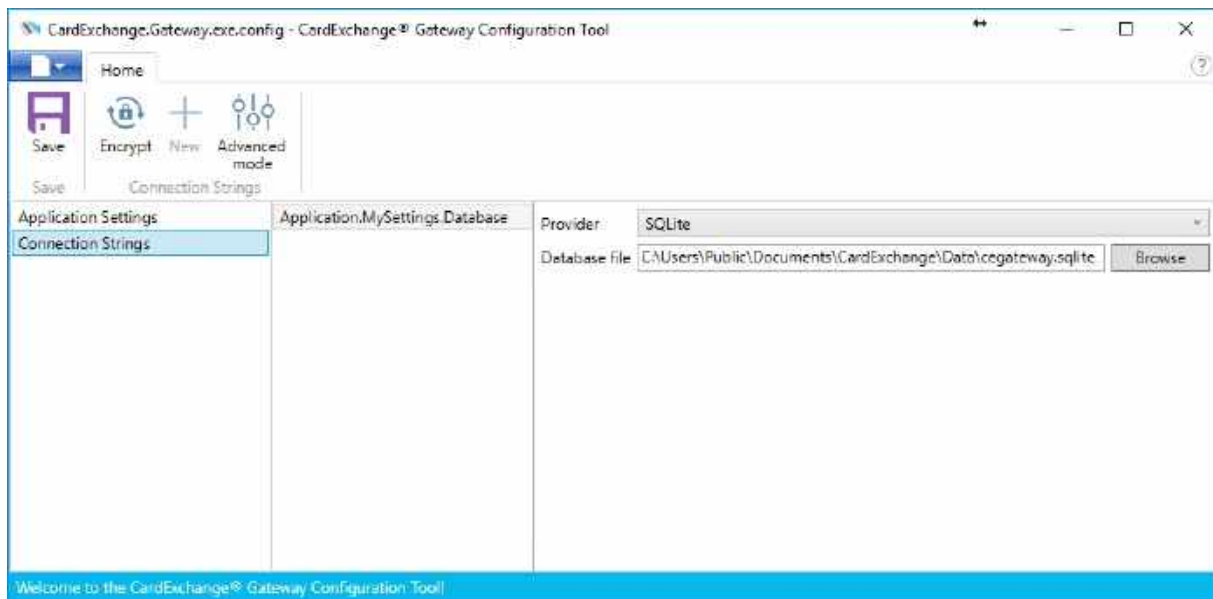 CardExchange.Gateway.exe.config - CardExchange® Gateway Configuration Tool
Home
Save
Encrypt
New
Advanced mode
Save
Connection Strings
Application Settings
Connection Strings
Application.MySettings.Database
Provider
SQLite
Database file
C:\Users\Public\Documents\CardExchange\Data\cegateway.sqlite
Browse
Welcome to the CardExchange® Gateway Configuration Tool!